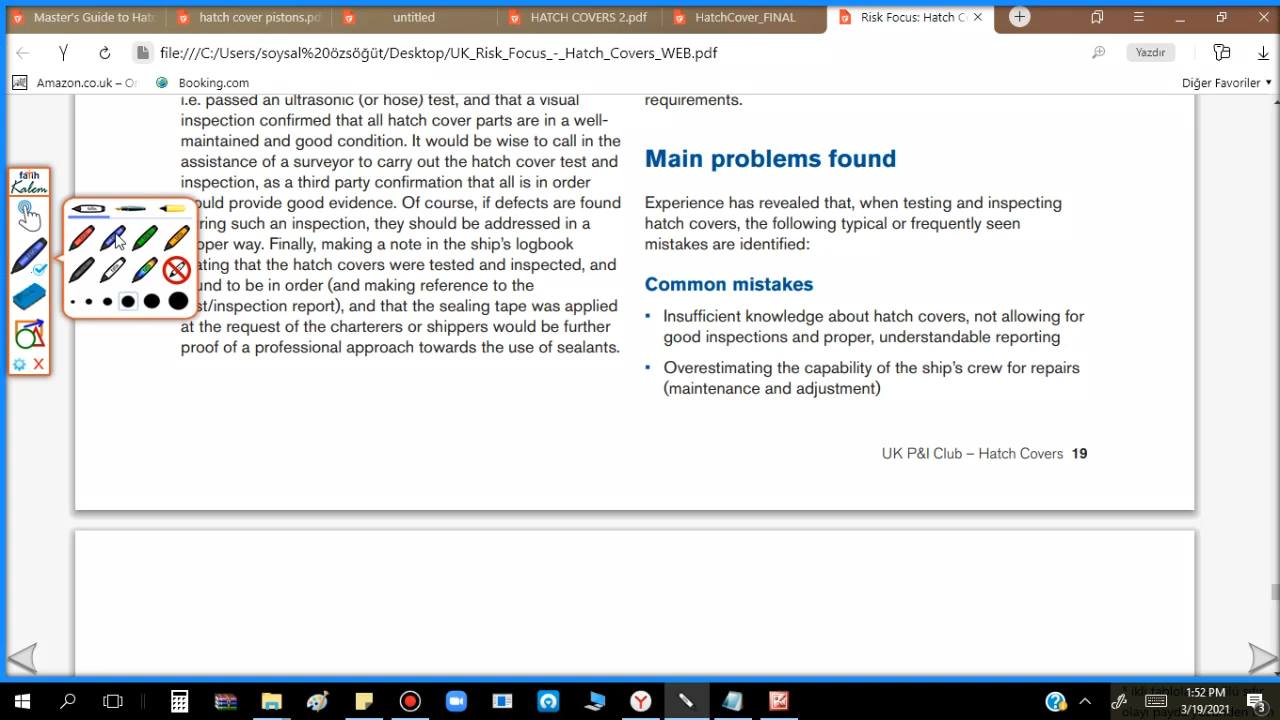 Master's Guide to Hatc
hatch cover pistons.pd
untitled
HATCH COVERS 2.pdf
HatchCover_FINAL
Risk Focus: Hatch C
file:///C:/Users/soysal%20özsöğüt/Desktop/UK_Risk_Focus_-_Hatch_Covers_WEB.pdf
Yazdır
Amazon.co.uk – O
Booking.com
Diğer Favoriler
i.e. passed an ultrasonic (or hose) test, and that a visual
inspection confirmed that all hatch cover parts are in a well-
maintained and good condition. It would be wise to call in the
assistance of a surveyor to carry out the hatch cover test and
inspection, as a third party confirmation that all is in order
ould provide good evidence. Of course, if defects are found
ring such an inspection, they should be addressed in a
oper way. Finally, making a note in the ship's logbook
ating that the hatch covers were tested and inspected, and
und to be in order (and making reference to the
st/inspection report), and that the sealing tape was applied
at the request of the charterers or shippers would be further
proof of a professional approach towards the use of sealants.
requirements.
Main problems found
Experience has revealed that, when testing and inspecting
hatch covers, the following typical or frequently seen
mistakes are identified:
Common mistakes
• Insufficient knowledge about hatch covers, not allowing for
good inspections and proper, understandable reporting
• Overestimating the capability of the ship's crew for repairs
(maintenance and adjustment)
UK P&I Club – Hatch Covers 19
fatih
Kalem
1:52 PM
3/19/2021
3